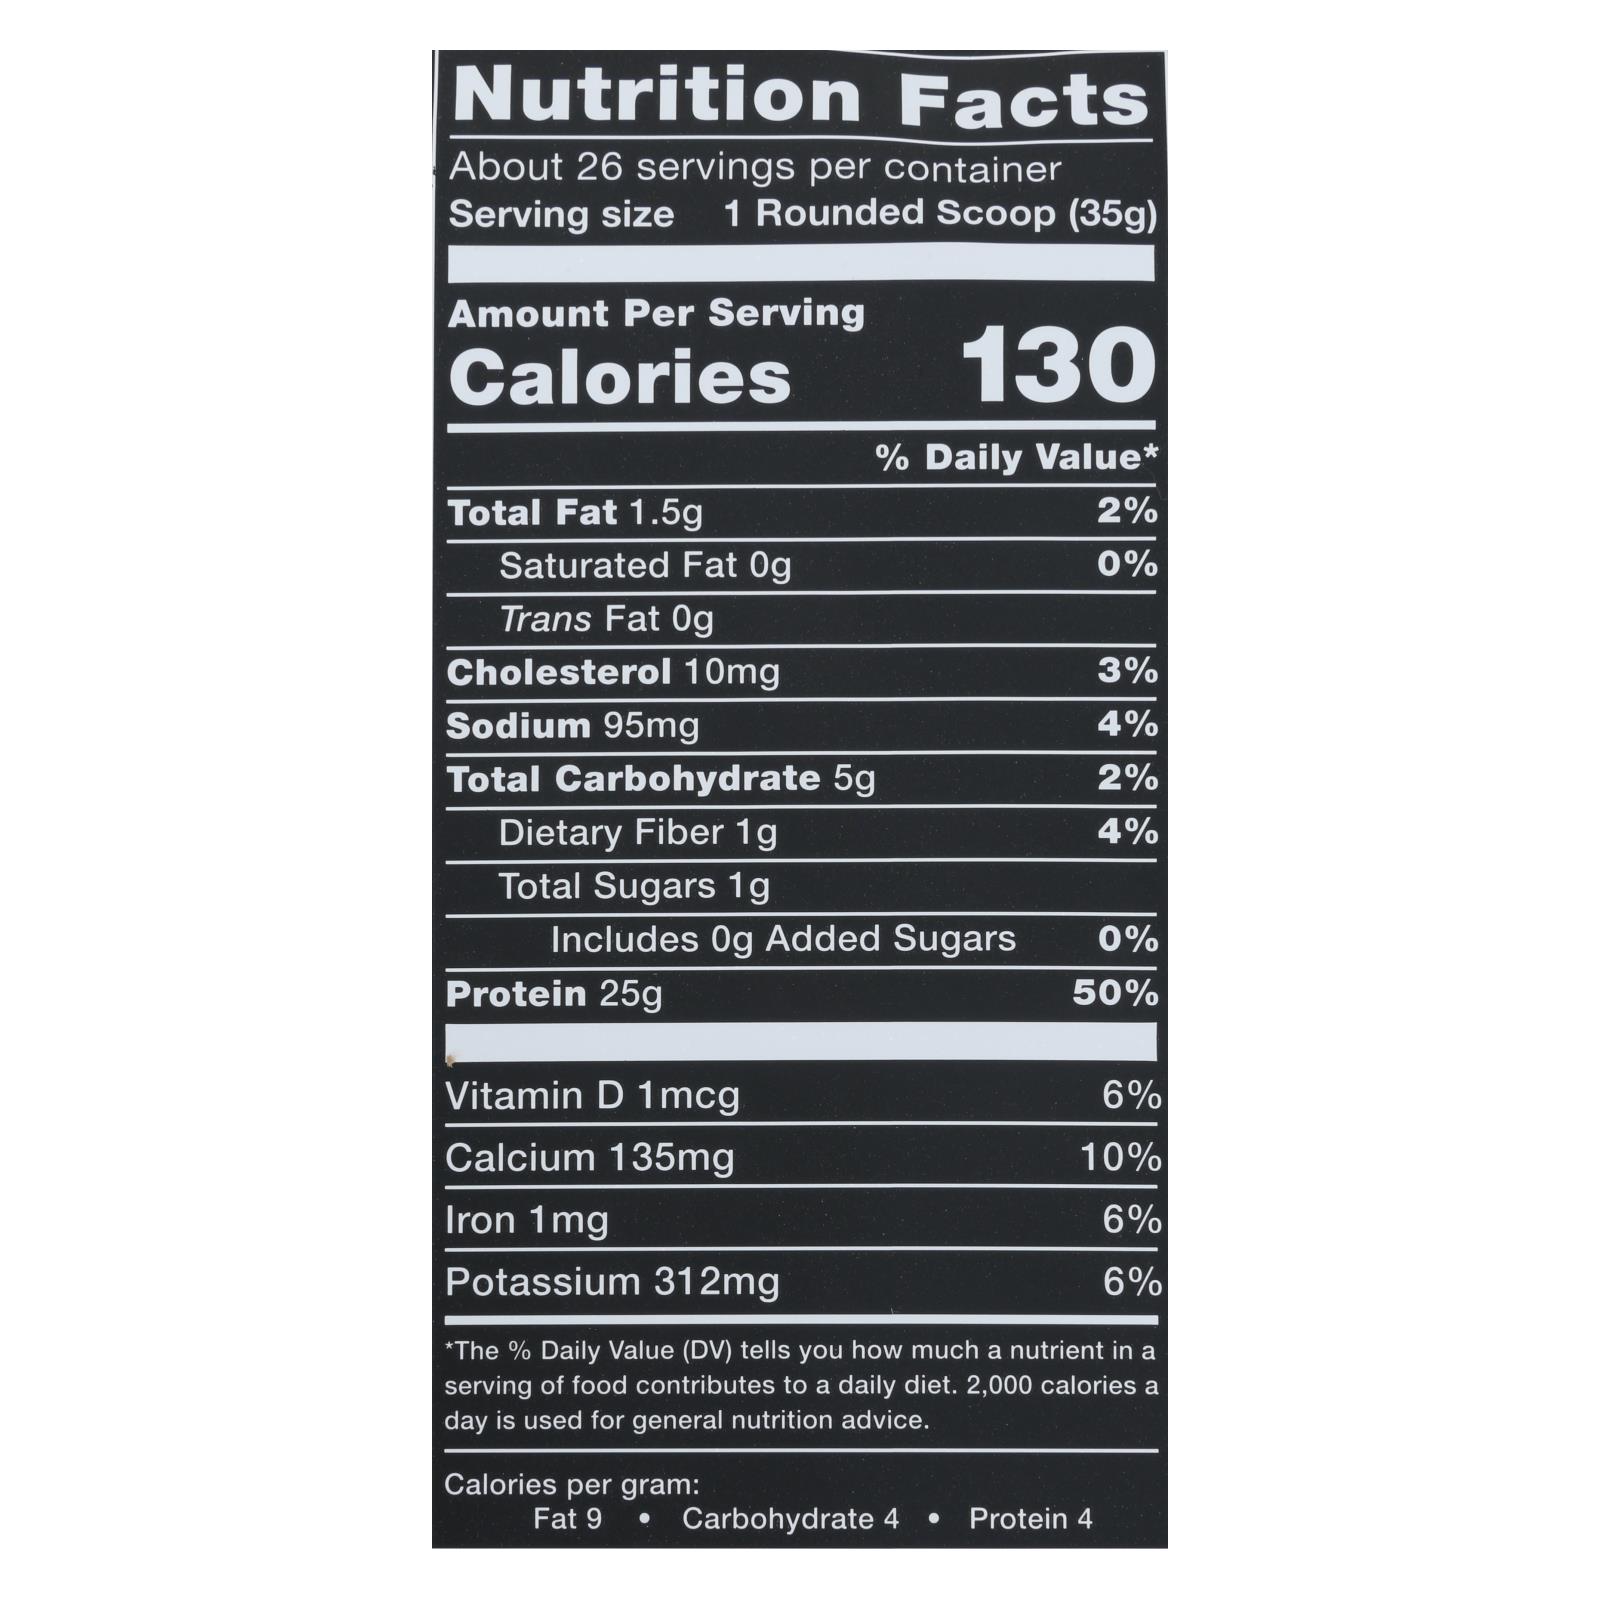 Nutrition Facts
About 26 servings per container
Serving size 1 Rounded Scoop (35g)
Amount Per Serving
Calories 130
% Daily Value*
Total Fat 1.5g 2%
Saturated Fat 0g 0%
Trans Fat 0g
Cholesterol 10mg 3%
Sodium 95mg 4%
Total Carbohydrate 5g 2%
Dietary Fiber 1g 4%
Total Sugars 1g
Includes 0g Added Sugars 0%
Protein 25g 50%
Vitamin D 1mcg 6%
Calcium 135mg 10%
Iron 1mg 6%
Potassium 312mg 6%
*The % Daily Value (DV) tells you how much a nutrient in a
serving of food contributes to a daily diet. 2,000 calories a
day is used for general nutrition advice.
Calories per gram:
Fat 9 • Carbohydrate 4 • Protein 4